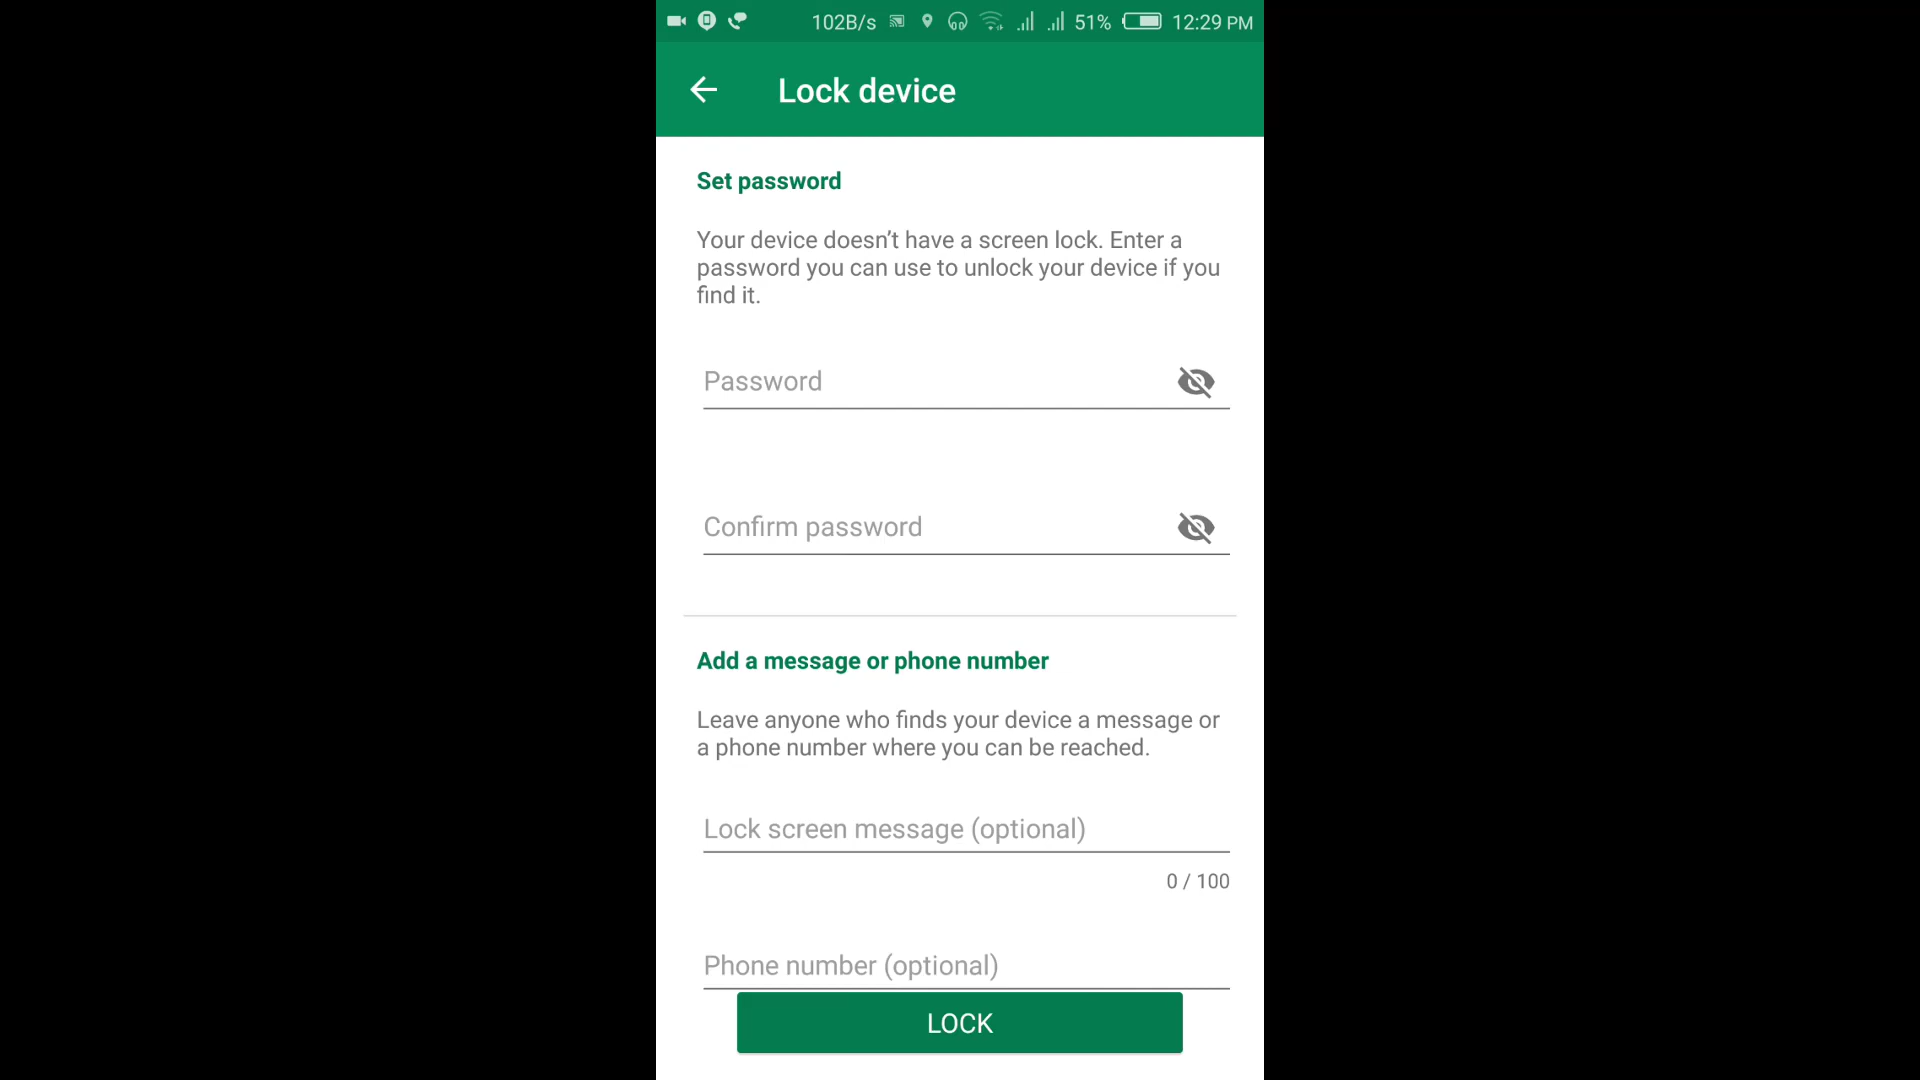 102B/s 51% 12:29 PM
Lock device
Set password
Your device doesn’t have a screen lock. Enter a
password you can use to unlock your device if you
find it.
Password
Confirm password
Add a message or phone number
Leave anyone who finds your device a message or
a phone number where you can be reached.
Lock screen message (optional)
0 / 100
Phone number (optional)
LOCK